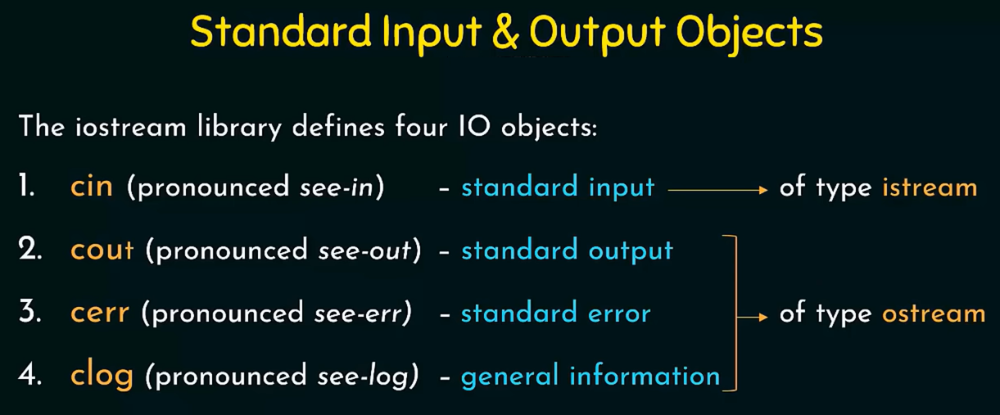 Standard Input & Output Objects
The iostream library defines four IO objects:
1. cin (pronounced see-in) – standard input of type istream
2. cout (pronounced see-out) – standard output
3. cerr (pronounced see-err) – standard error of type ostream
4. clog (pronounced see-log) – general information